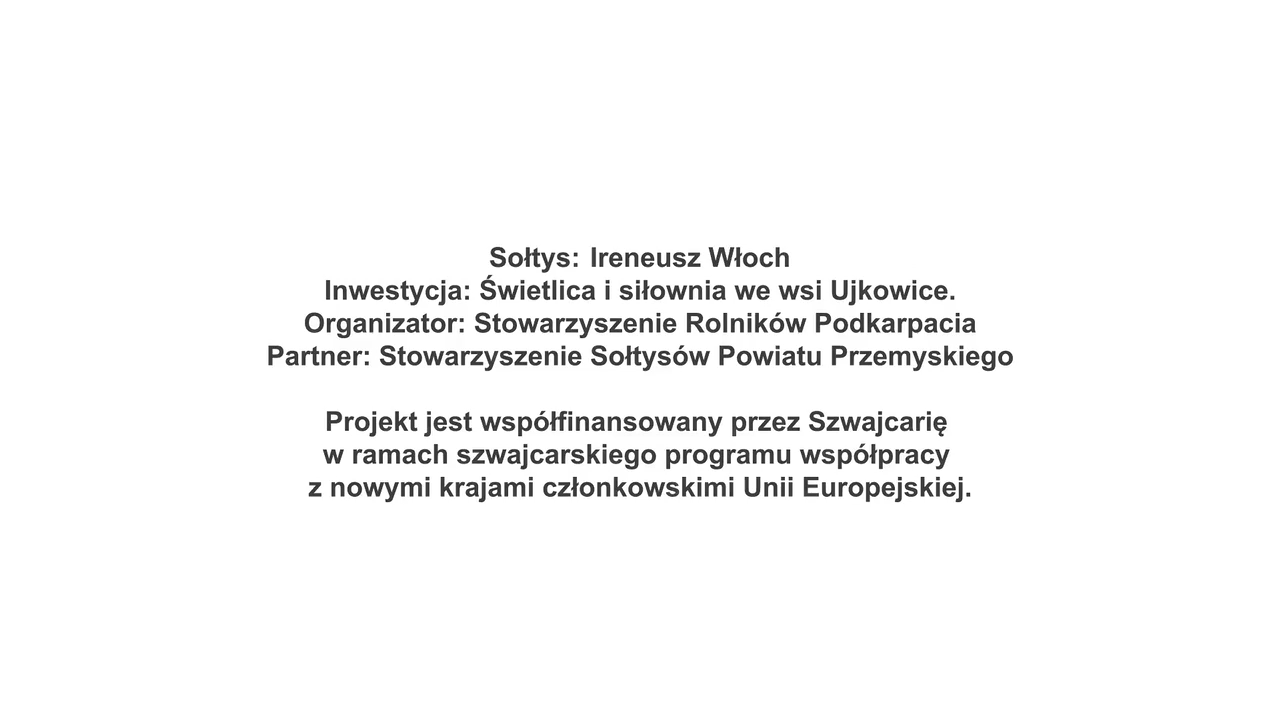 Sołtys: Ireneusz Włoch
Inwestycja: Świetlica i siłownia we wsi Ujkowice.
Organizator: Stowarzyszenie Rolników Podkarpacia
Partner: Stowarzyszenie Sołtysów Powiatu Przemyskiego
Projekt jest współfinansowany przez Szwajcarię
w ramach szwajcarskiego programu współpracy
z nowymi krajami członkowskimi Unii Europejskiej.